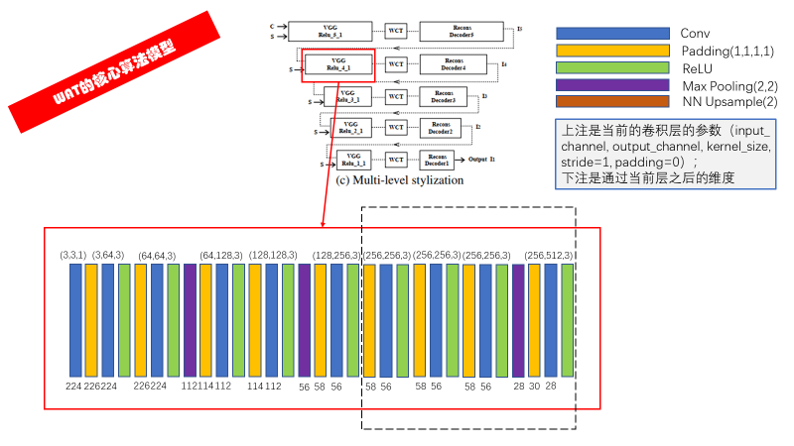 WAT的核心算法模型
C
S
VGG
Relu_5_1
WCT
Recons
Decoder5
I5
S
VGG
Relu_4_1
WCT
Recons
Decoder4
I4
S
VGG
Relu_3_1
WCT
Recons
Decoder3
I3
S
VGG
Relu_2_1
WCT
Recons
Decoder2
I2
S
VGG
Relu_1_1
WCT
Recons
Decoder1
Output I1
(c) Multi-level stylization
Conv
Padding(1,1,1,1)
ReLU
Max Pooling(2,2)
NN Upsample(2)
上注是当前的卷积层的参数（input_
channel, output_channel, kernel_size,
stride=1, padding=0）；
下注是通过当前层之后的维度
(3,3,1) (3,64,3) (64,64,3) (64,128,3) (128,128,3) (128,256,3) (256,256,3) (256,256,3) (256,256,3) (256,512,3)
224 226 224 226 224 112 114 112 114 112 56 58 56 58 56 58 56 58 56 28 30 28